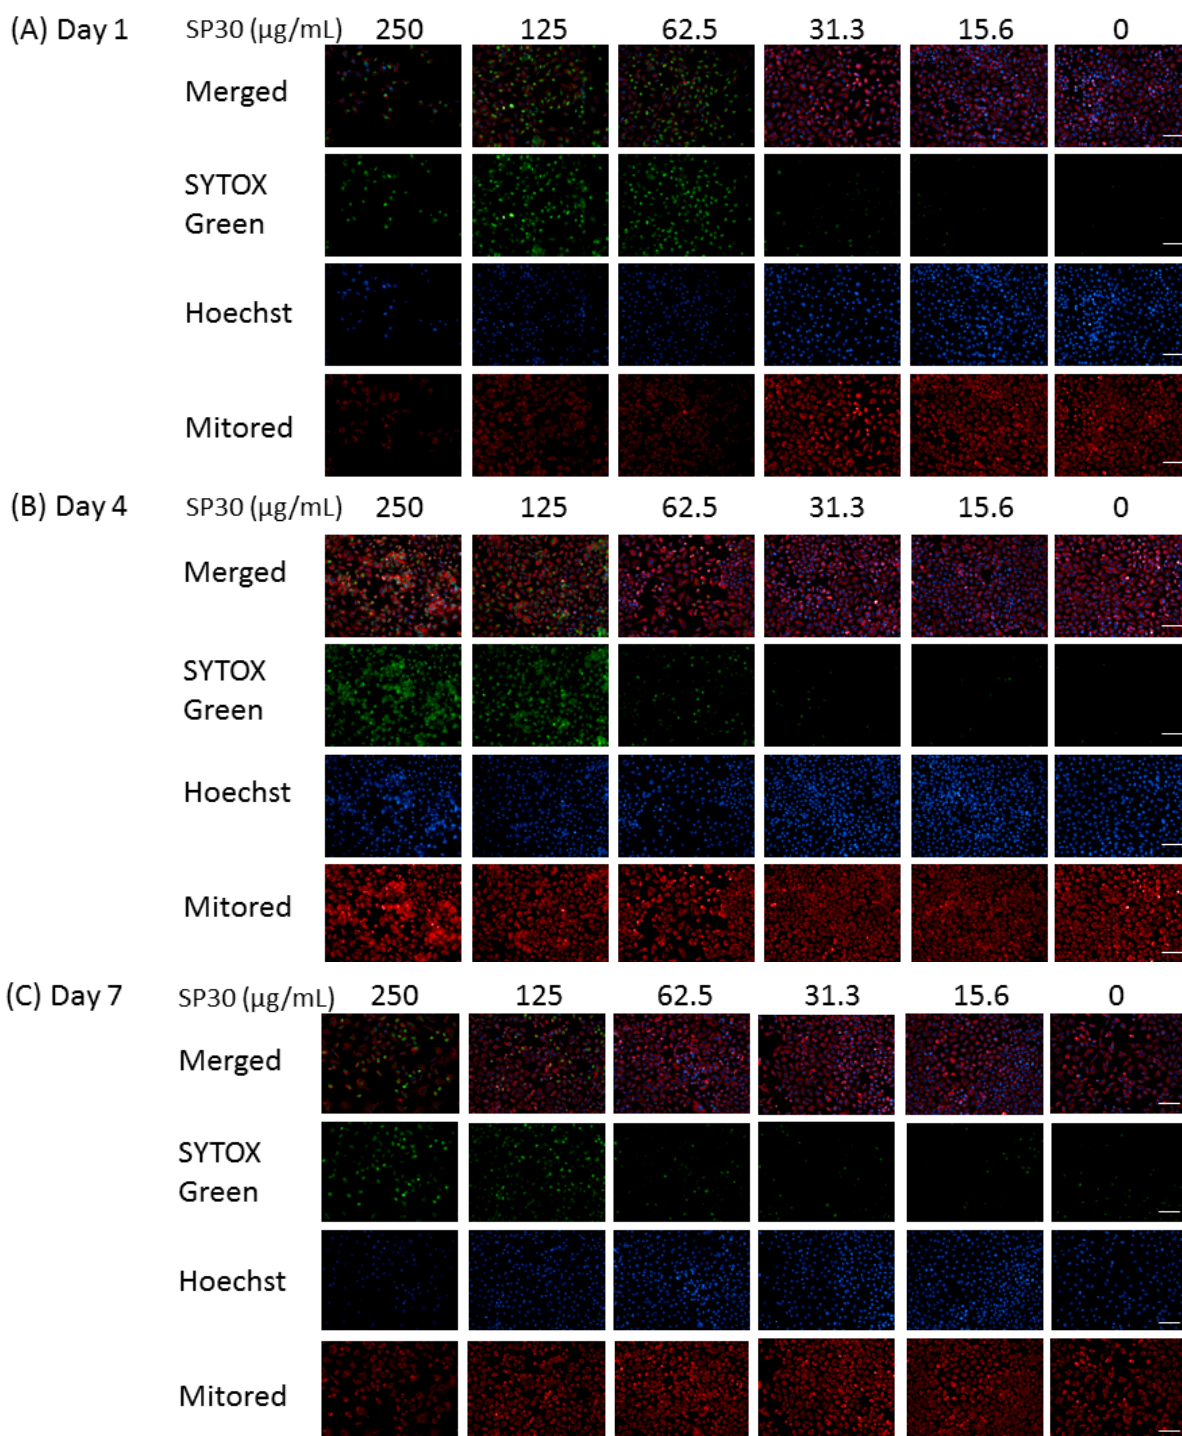 (A) Day 1 SP30 (µg/mL) 250 125 62.5 31.3 15.6 0
Merged
SYTOX
Green
Hoechst
Mitored
(B) Day 4 SP30 (µg/mL) 250 125 62.5 31.3 15.6 0
Merged
SYTOX
Green
Hoechst
Mitored
(C) Day 7 SP30 (µg/mL) 250 125 62.5 31.3 15.6 0
Merged
SYTOX
Green
Hoechst
Mitored